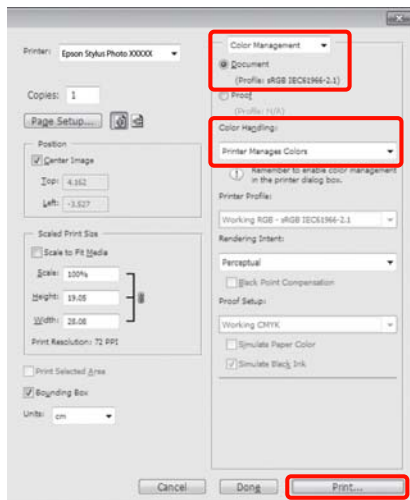 Printer: Epson Stylus Photo XXXXX
Copies: 1
Page Setup...
Position
Center Image
Top: 4.162
Left: -3.527
Scaled Print Size
Scale to Fit Media
Scale: 100%
Height: 19.05
Width: 28.08
Print Resolution: 72 PPI
Print Selected Area
Bounding Box
Units: cm
Color Management
Document
(Profile: sRGB IEC61966-2.1)
Proof
(Profile: N/A)
Color Handling:
Printer Manages Colors
Remember to enable color management
in the printer dialog box.
Printer Profile:
Working RGB - sRGB IEC61966-2.1
Rendering Intent:
Perceptual
Black Point Compensation
Proof Setup:
Working CMYK
Simulate Paper Color
Simulate Black Ink
Cancel
Done
Print...